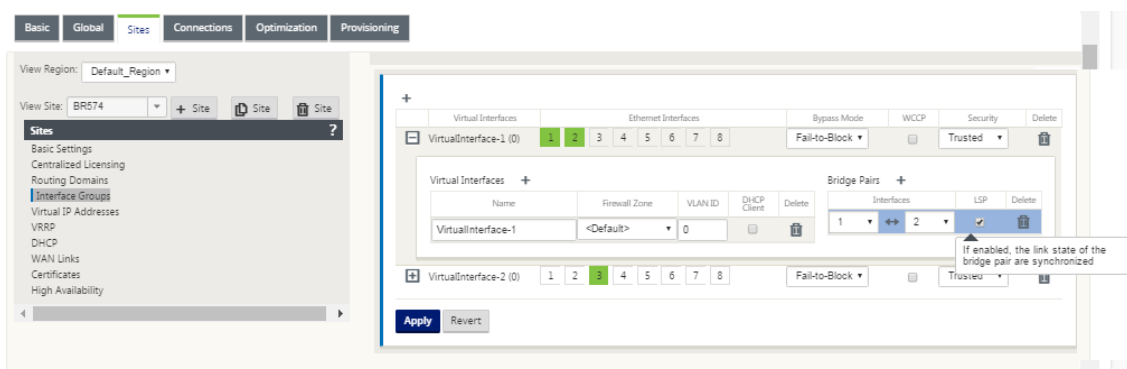 Basic Global Sites Connections Optimization Provisioning
View Region: Default_Region
View Site: BR574 + Site Site Site
Sites ?
Basic Settings
Centralized Licensing
Routing Domains
Interface Groups
Virtual IP Addresses
VRRP
DHCP
WAN Links
Certificates
High Availability
+
Virtual Interfaces Ethernet Interfaces Bypass Mode WCCP Security Delete
VirtualInterface-1 (0) 1 2 3 4 5 6 7 8 Fail-to-Block Trusted
Virtual Interfaces + Bridge Pairs +
Name Firewall Zone VLAN ID DHCP Client Delete Interfaces LSP Delete
VirtualInterface-1 <Default> 0 1 2
If enabled, the link state of the
bridge pair are synchronized
VirtualInterface-2 (0) 1 2 3 4 5 6 7 8 Fail-to-Block Trusted
Apply Revert